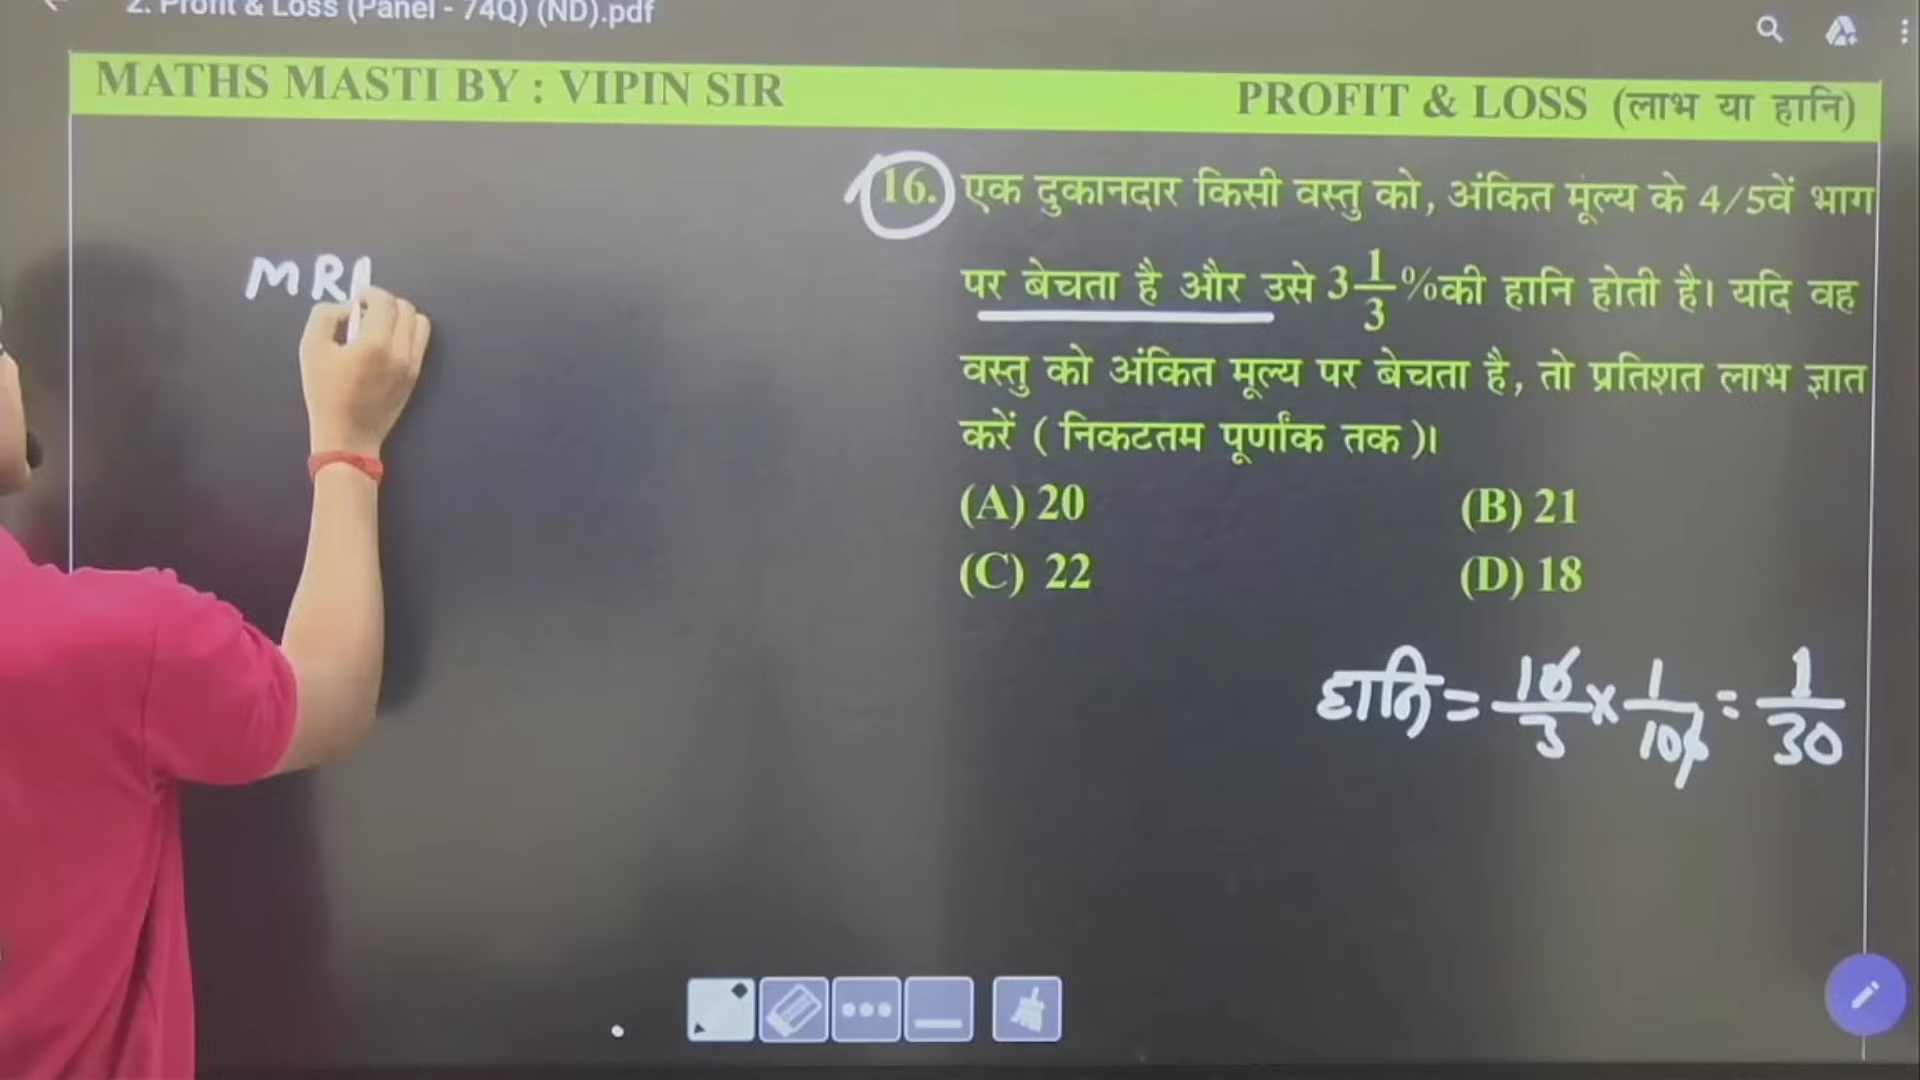 2. Profit & Loss (Panel - 74Q) (ND).pdf
MATHS MASTI BY : VIPIN SIR
PROFIT & LOSS (लाभ या हानि)
16. एक दुकानदार किसी वस्तु को, अंकित मूल्य के 4/5वें भाग
पर बेचता है और उसे 3 1/3 %की हानि होती है। यदि वह
वस्तु को अंकित मूल्य पर बेचता है, तो प्रतिशत लाभ ज्ञात
करें ( निकटतम पूर्णांक तक )।
(A) 20
(B) 21
(C) 22
(D) 18
MRP
हानि = 10/3 × 1/100 = 1/30